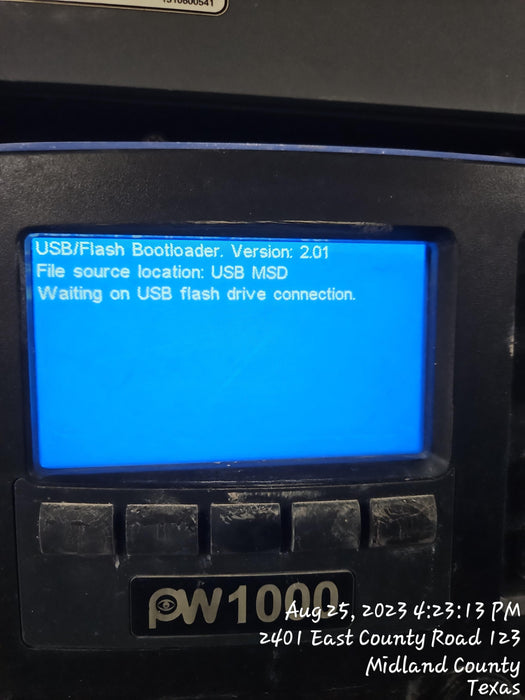 1510600541
USB/Flash Bootloader. Version: 2.01
File source location: USB MSD
Waiting on USB flash drive connection.
PW1000
Aug 25, 2023 4:23:13 PM
2401 East County Road 123
Midland County
Texas